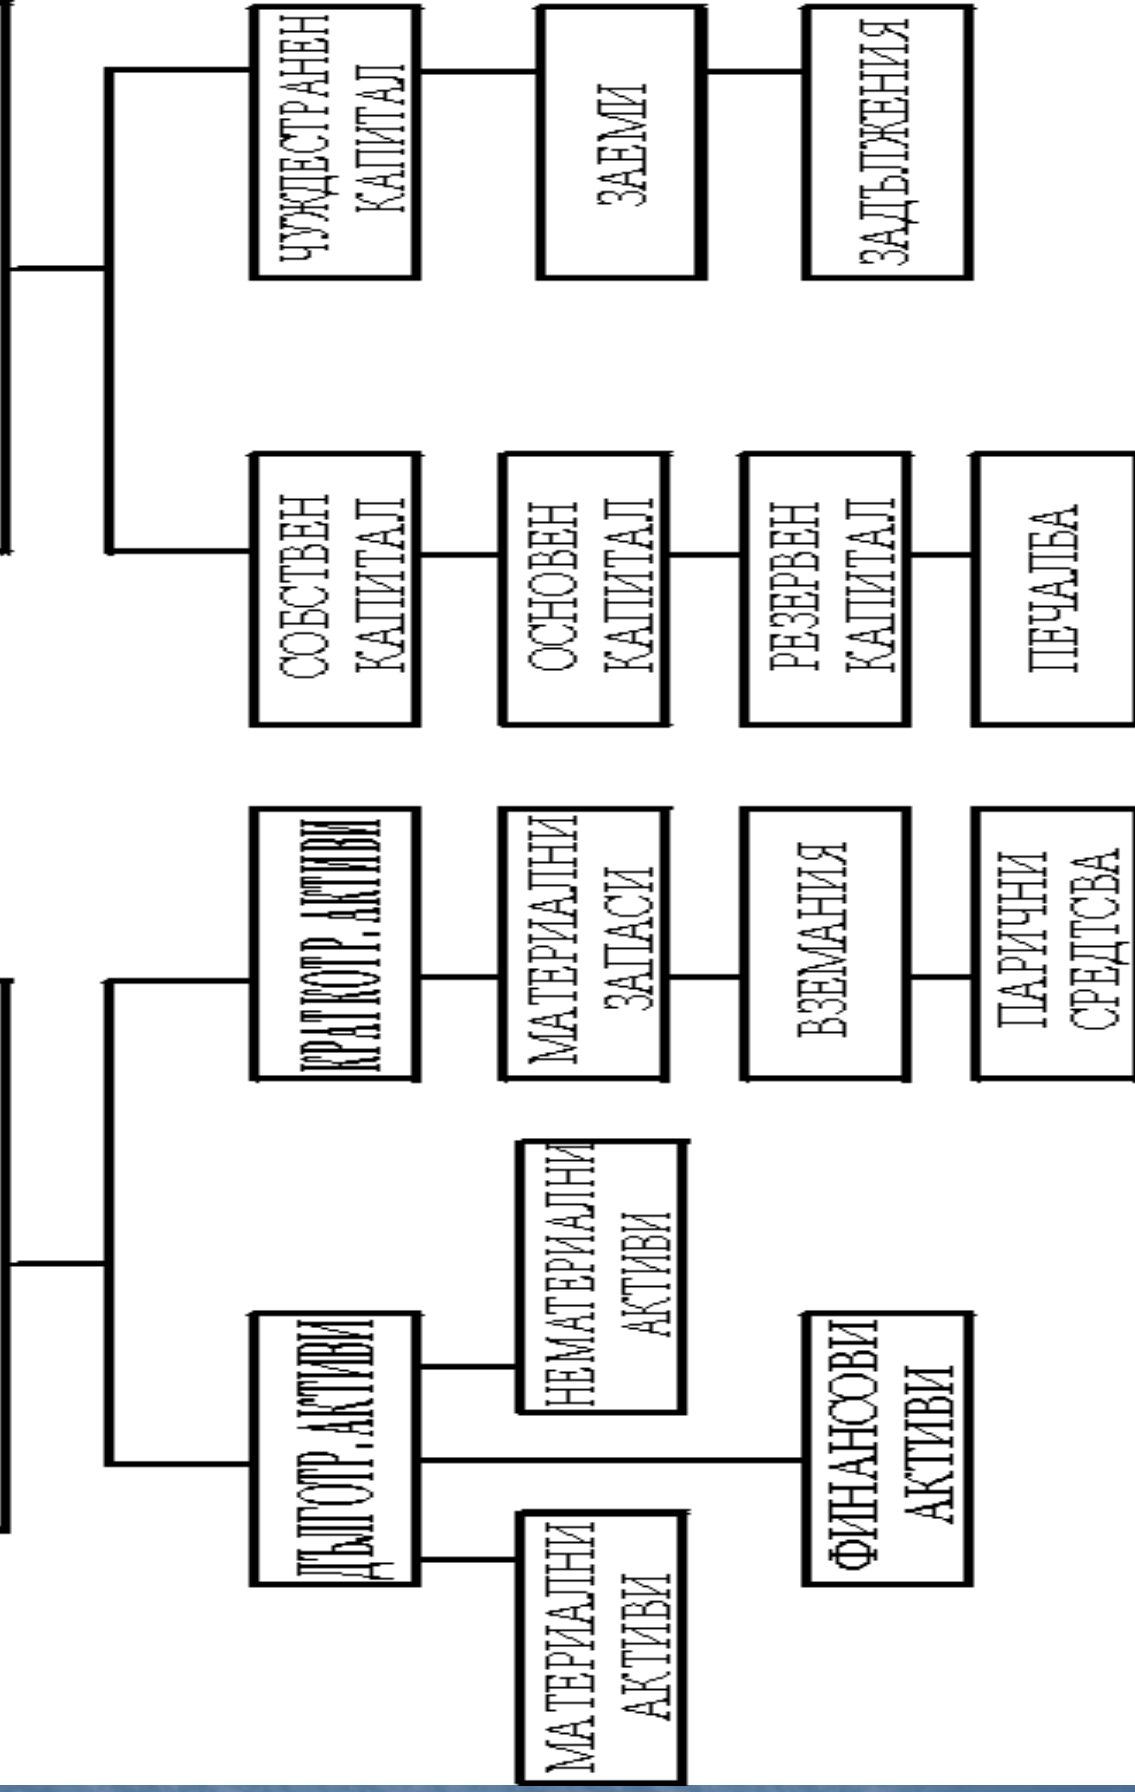 ДЪЛГОТР.АКТИВИ
КРАТКОТР.АКТИВИ
СОБСТВЕН
КАПИТАЛ
ЧУЖДЕСТРАНЕН
КАПИТАЛ
МАТЕРИАЛНИ
АКТИВИ
НЕМАТЕРИАЛНИ
АКТИВИ
МАТЕРИАЛНИ
ЗАПАСИ
ОСНОВЕН
КАПИТАЛ
ЗАЕМИ
ФИНАНСОВИ
АКТИВИ
ВЗЕМАНИЯ
РЕЗЕРВЕН
КАПИТАЛ
ЗАДЪЛЖЕНИЯ
ПАРИЧНИ
СРЕДТСВА
ПЕЧАЛБА